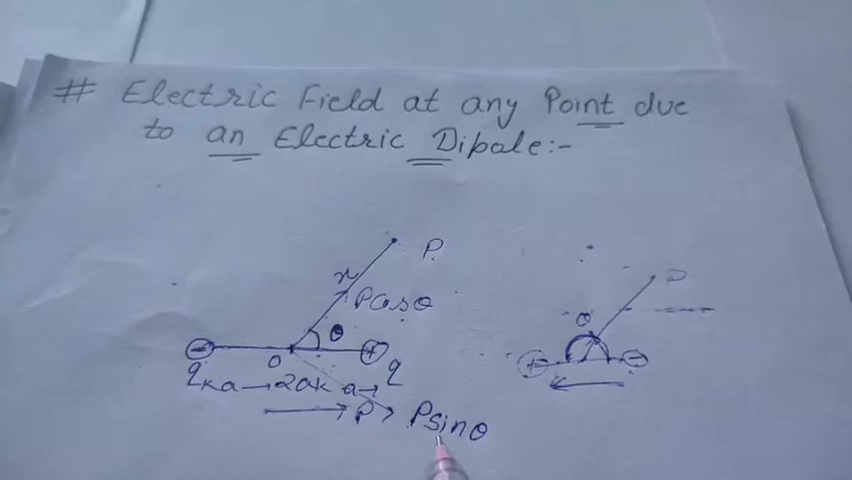 # Electric Field at any Point due
to an Electric Dipole:-
P
r
Pcosθ
θ
- O +
q q
a 2a a
P Psinθ
P
θ
+ -